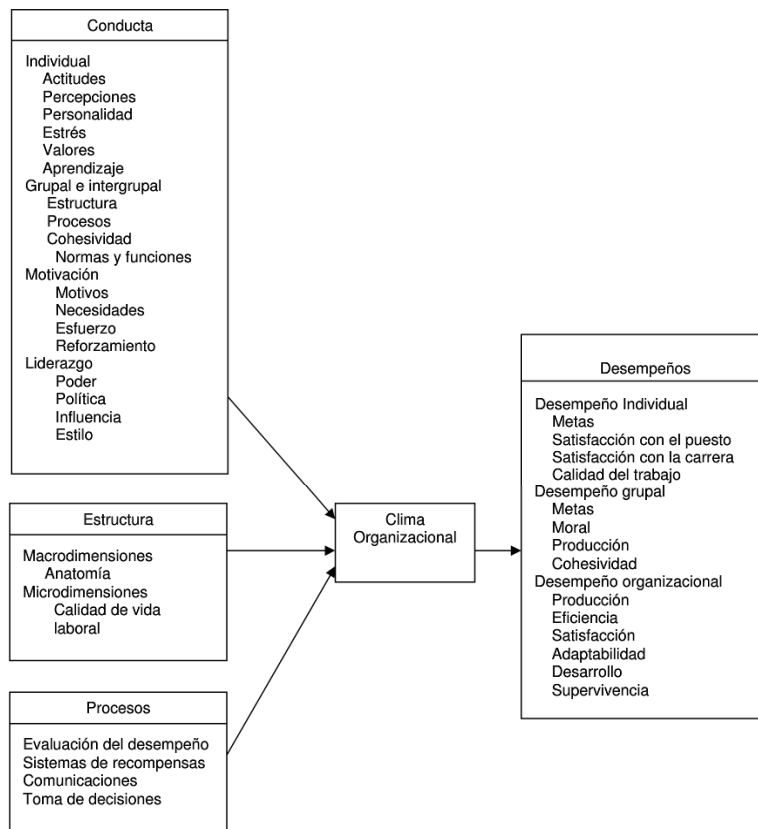 Conducta
Individual
Actitudes
Percepciones
Personalidad
Estrés
Valores
Aprendizaje
Grupal e intergrupal
Estructura
Procesos
Cohesividad
Normas y funciones
Motivación
Motivos
Necesidades
Esfuerzo
Reforzamiento
Liderazgo
Poder
Política
Influencia
Estilo
Estructura
Macrodimensiones
Anatomía
Microdimensiones
Calidad de vida
laboral
Procesos
Evaluación del desempeño
Sistemas de recompensas
Comunicaciones
Toma de decisiones
Clima
Organizacional
Desempeños
Desempeño Individual
Metas
Satisfacción con el puesto
Satisfacción con la carrera
Calidad del trabajo
Desempeño grupal
Metas
Moral
Producción
Cohesividad
Desempeño organizacional
Producción
Eficiencia
Satisfacción
Adaptabilidad
Desarrollo
Supervivencia